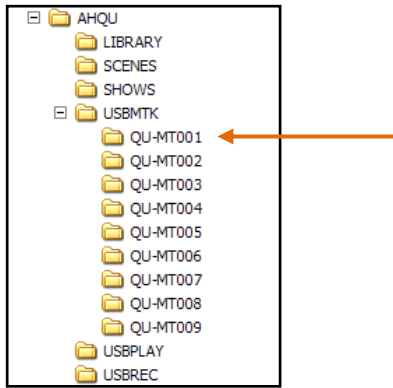 AHQU
LIBRARY
SCENES
SHOWS
USBMTK
QU-MT001
QU-MT002
QU-MT003
QU-MT004
QU-MT005
QU-MT006
QU-MT007
QU-MT008
QU-MT009
USBPLAY
USBREC